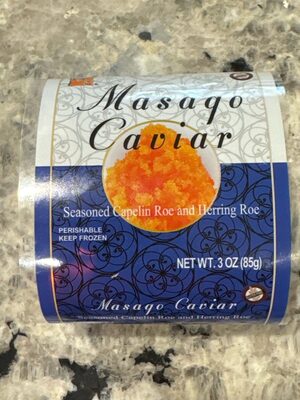 Masago
Caviar
Seasoned Capelin Roe and Herring Roe
PERISHABLE
KEEP FROZEN
NET WT. 3 OZ (85g)
Masago Caviar
Seasoned Capelin Roe and Herring Roe